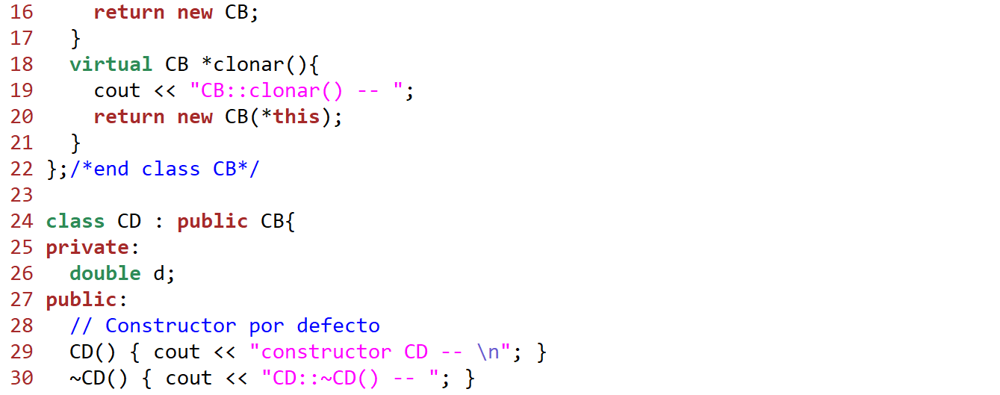 16     return new CB;
17   }
18   virtual CB *clonar(){
19     cout << "CB::clonar() -- ";
20     return new CB(*this);
21   }
22 };/*end class CB*/
23
24 class CD : public CB{
25 private:
26   double d;
27 public:
28   // Constructor por defecto
29   CD() { cout << "constructor CD -- \n"; }
30   ~CD() { cout << "CD::~CD() -- "; }